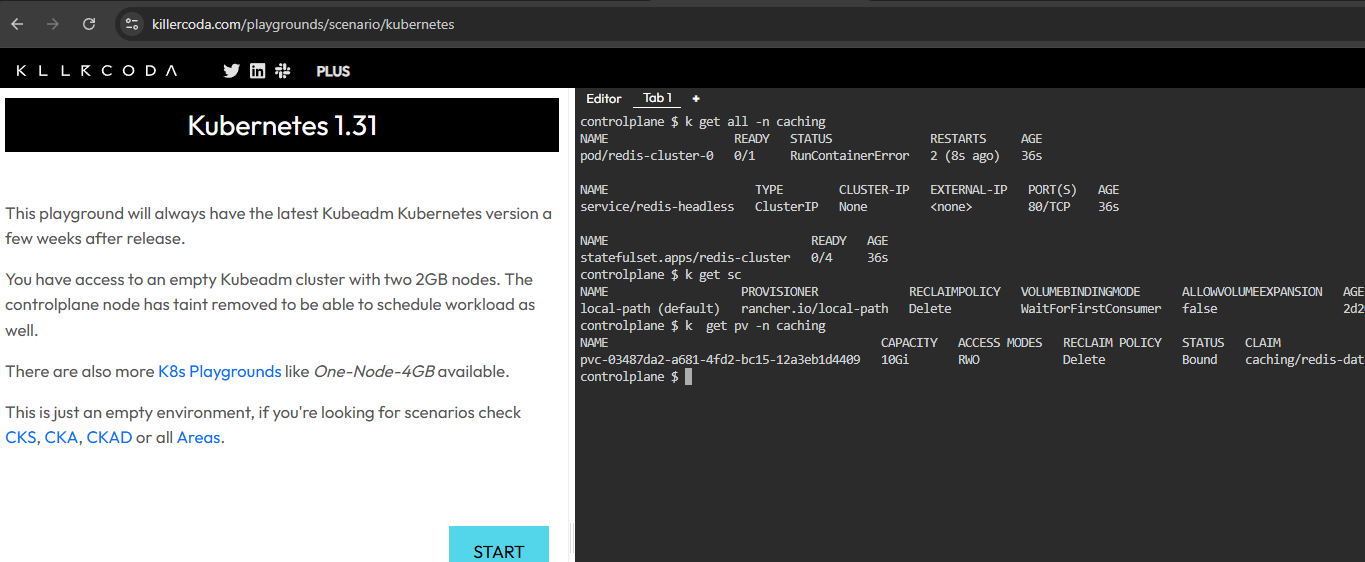 killercoda.com/playgrounds/scenario/kubernetes
KLLRCODA PLUS
Kubernetes 1.31
This playground will always have the latest Kubeadm Kubernetes version a
few weeks after release.
You have access to an empty Kubeadm cluster with two 2GB nodes. The
controlplane node has taint removed to be able to schedule workload as
well.
There are also more K8s Playgrounds like One-Node-4GB available.
This is just an empty environment, if you're looking for scenarios check
CKS, CKA, CKAD or all Areas.
START
Editor Tab 1 +
controlplane $ k get all -n caching
NAME READY STATUS RESTARTS AGE
pod/redis-cluster-0 0/1 RunContainerError 2 (8s ago) 36s
NAME TYPE CLUSTER-IP EXTERNAL-IP PORT(S) AGE
service/redis-headless ClusterIP None <none> 80/TCP 36s
NAME READY AGE
statefulset.apps/redis-cluster 0/4 36s
controlplane $ k get sc
NAME PROVISIONER RECLAIMPOLICY VOLUMEBINDINGMODE ALLOWVOLUMEEXPANSION AGE
local-path (default) rancher.io/local-path Delete WaitForFirstConsumer false 2d2
controlplane $ k  get pv -n caching
NAME CAPACITY ACCESS MODES RECLAIM POLICY STATUS CLAIM
pvc-03487da2-a681-4fd2-bc15-12a3eb1d4409 10Gi RWO Delete Bound caching/redis-dat
controlplane $